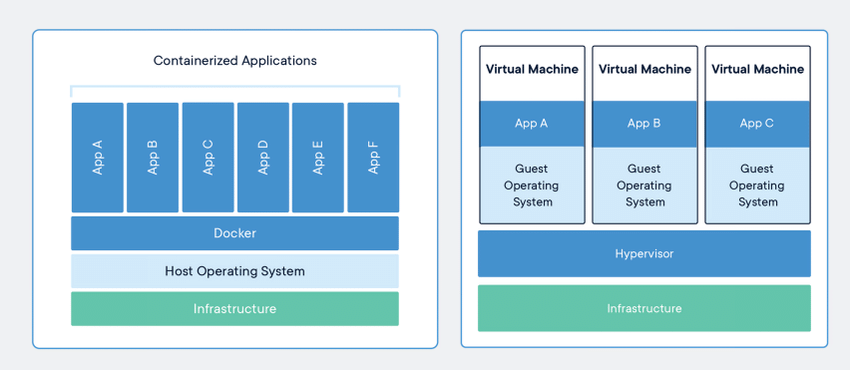 Containerized Applications
App A
App B
App C
App D
App E
App F
Docker
Host Operating System
Infrastructure
Virtual Machine
App A
Guest
Operating
System
Virtual Machine
App B
Guest
Operating
System
Virtual Machine
App C
Guest
Operating
System
Hypervisor
Infrastructure